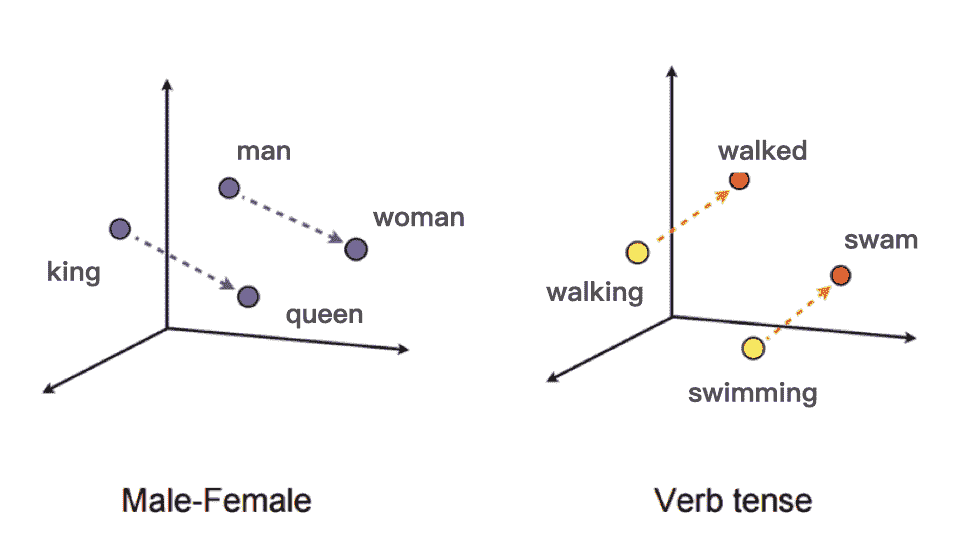 man
woman
king
queen
Male-Female
walked
swam
walking
swimming
Verb tense